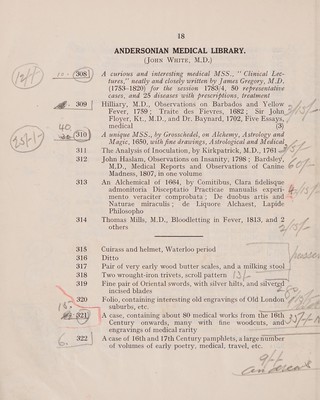 18
ANDERSONIAN MEDICAL LIBRARY.
(JOHN WHITE, M.D.)
308 A curious and interesting medical MSS., "Clinical Lec-
tures," neatly and closely written by James Gregory, M.D.
(1753-1820) for the session 1783/4, 50 representative
cases, and 25 diseases with prescriptions, treatment
309 Hilliary, M.D., Observations on Barbados and Yellow
Fever, 1759; Traite des Fievres, 1682; Sir John
Floyer, Kt., M.D., and Dr. Baynard, 1702, Five Essays,
medical (3)
40
310 A unique MSS., by Grosschedel, on Alchemy, Astrology and
Magic, 1650, with fine drawings, Astrological and Medical
311 The Analysis of Inoculation, by Kirkpatrick, M.D., 1761
312 John Haslam, Observations on Insanity, 1798; Bardsley,
M.D., Medical Reports and Observations of Canine
Madness, 1807, in one volume
313 An Alchemical of 1664, by Comitibus, Clara fidelisque
admonitoria Disceptatio Practicae manualis experi-
mento veraciter comprobata; De duobus artis and
Naturae miraculis; de Liquore Alchaest, Lapide
Philosopho
314 Thomas Mills, M.D., Bloodletting in Fever, 1813, and 2
others
315 Cuirass and helmet, Waterloo period
316 Ditto
317 Pair of very early wood butter scales, and a milking stool
318 Two wrought-iron trivets, scroll pattern
319 Fine pair of Oriental swords, with silver hilts, and silvered
incised blades
320 Folio, containing interesting old engravings of Old London
suburbs, etc.
321 A case, containing about 80 medical works from the 16th
Century onwards, many with fine woodcuts, and
engravings of medical rarity
322 A case of 16th and 17th Century pamphlets, a large number
of volumes of early poetry, medical, travel, etc.